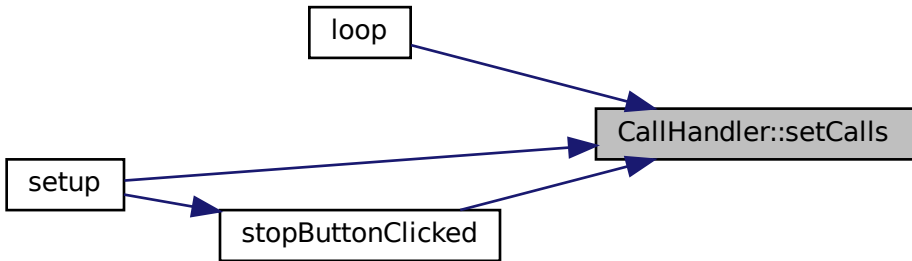 loop
CallHandler::setCalls
setup
stopButtonClicked